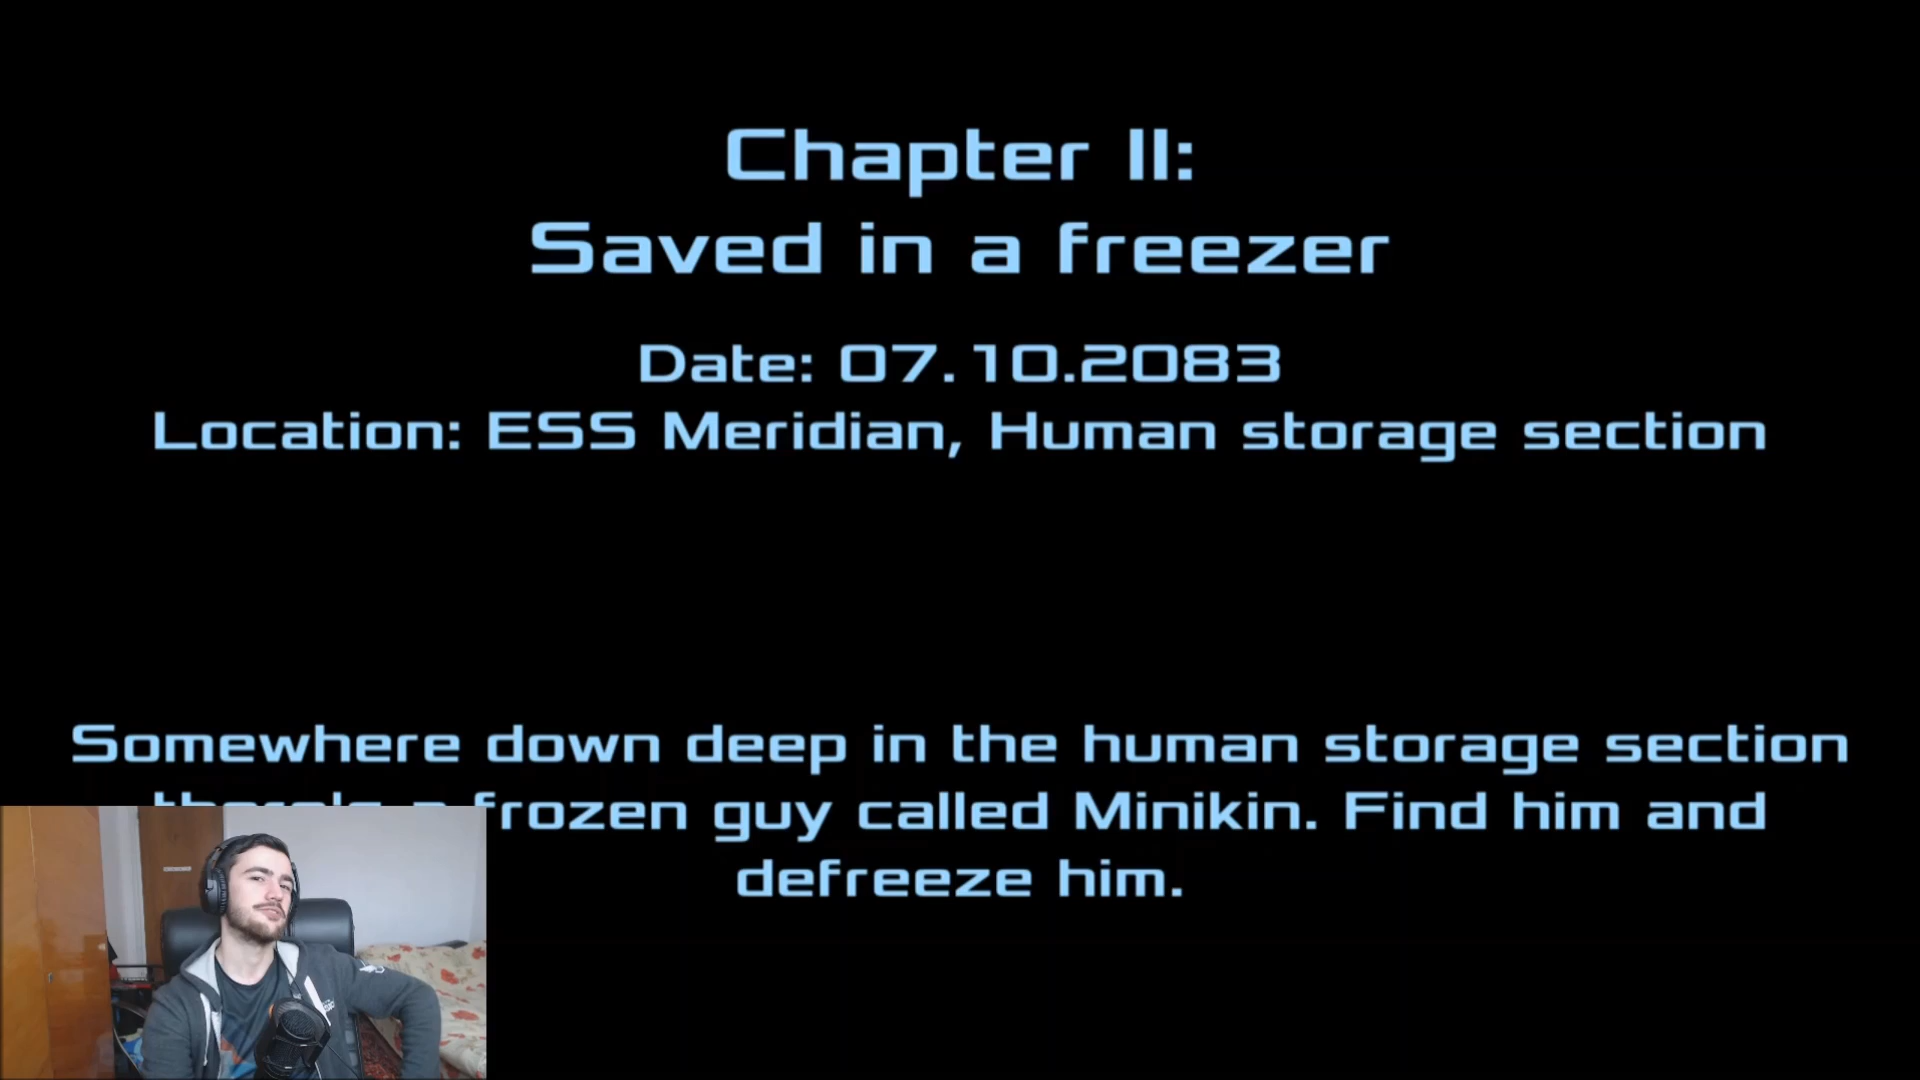 Chapter II:
Saved in a freezer
Date: 07.10.2083
Location: ESS Meridian, Human storage section
Somewhere down deep in the human storage section
there's a frozen guy called Minikin. Find him and
defreeze him.